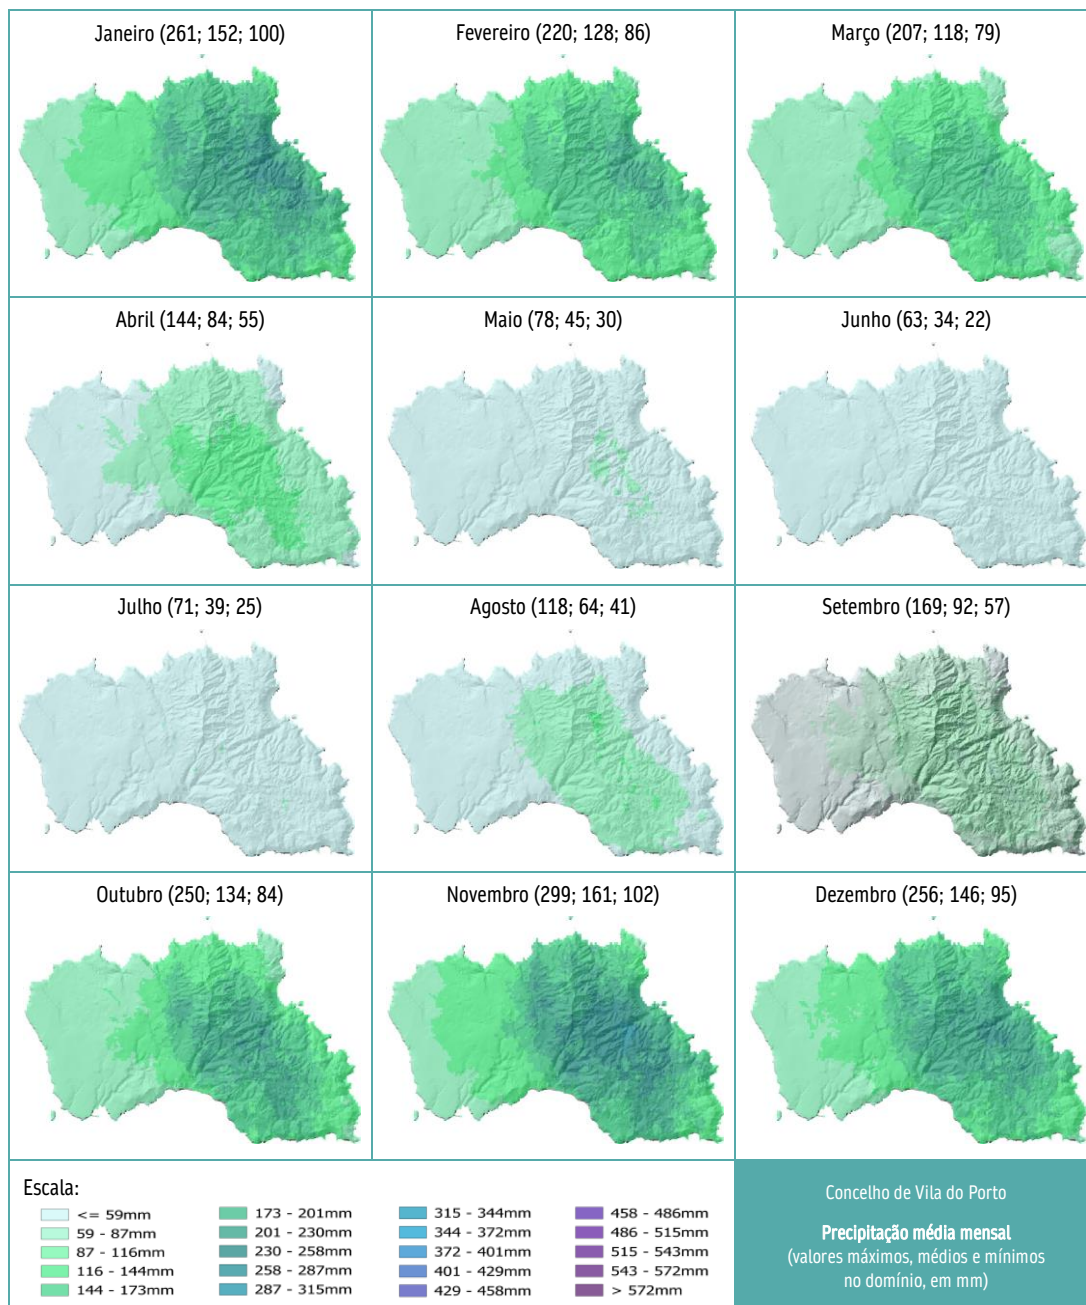 Janeiro (261; 152; 100)
Fevereiro (220; 128; 86)
Março (207; 118; 79)
Abril (144; 84; 55)
Maio (78; 45; 30)
Junho (63; 34; 22)
Julho (71; 39; 25)
Agosto (118; 64; 41)
Setembro (169; 92; 57)
Outubro (250; 134; 84)
Novembro (299; 161; 102)
Dezembro (256; 146; 95)
Escala:
<= 59mm
59 - 87mm
87 - 116mm
116 - 144mm
144 - 173mm
173 - 201mm
201 - 230mm
230 - 258mm
258 - 287mm
287 - 315mm
315 - 344mm
344 - 372mm
372 - 401mm
401 - 429mm
429 - 458mm
458 - 486mm
486 - 515mm
515 - 543mm
543 - 572mm
> 572mm
Concelho de Vila do Porto
Precipitação média mensal
(valores máximos, médios e mínimos
no domínio, em mm)